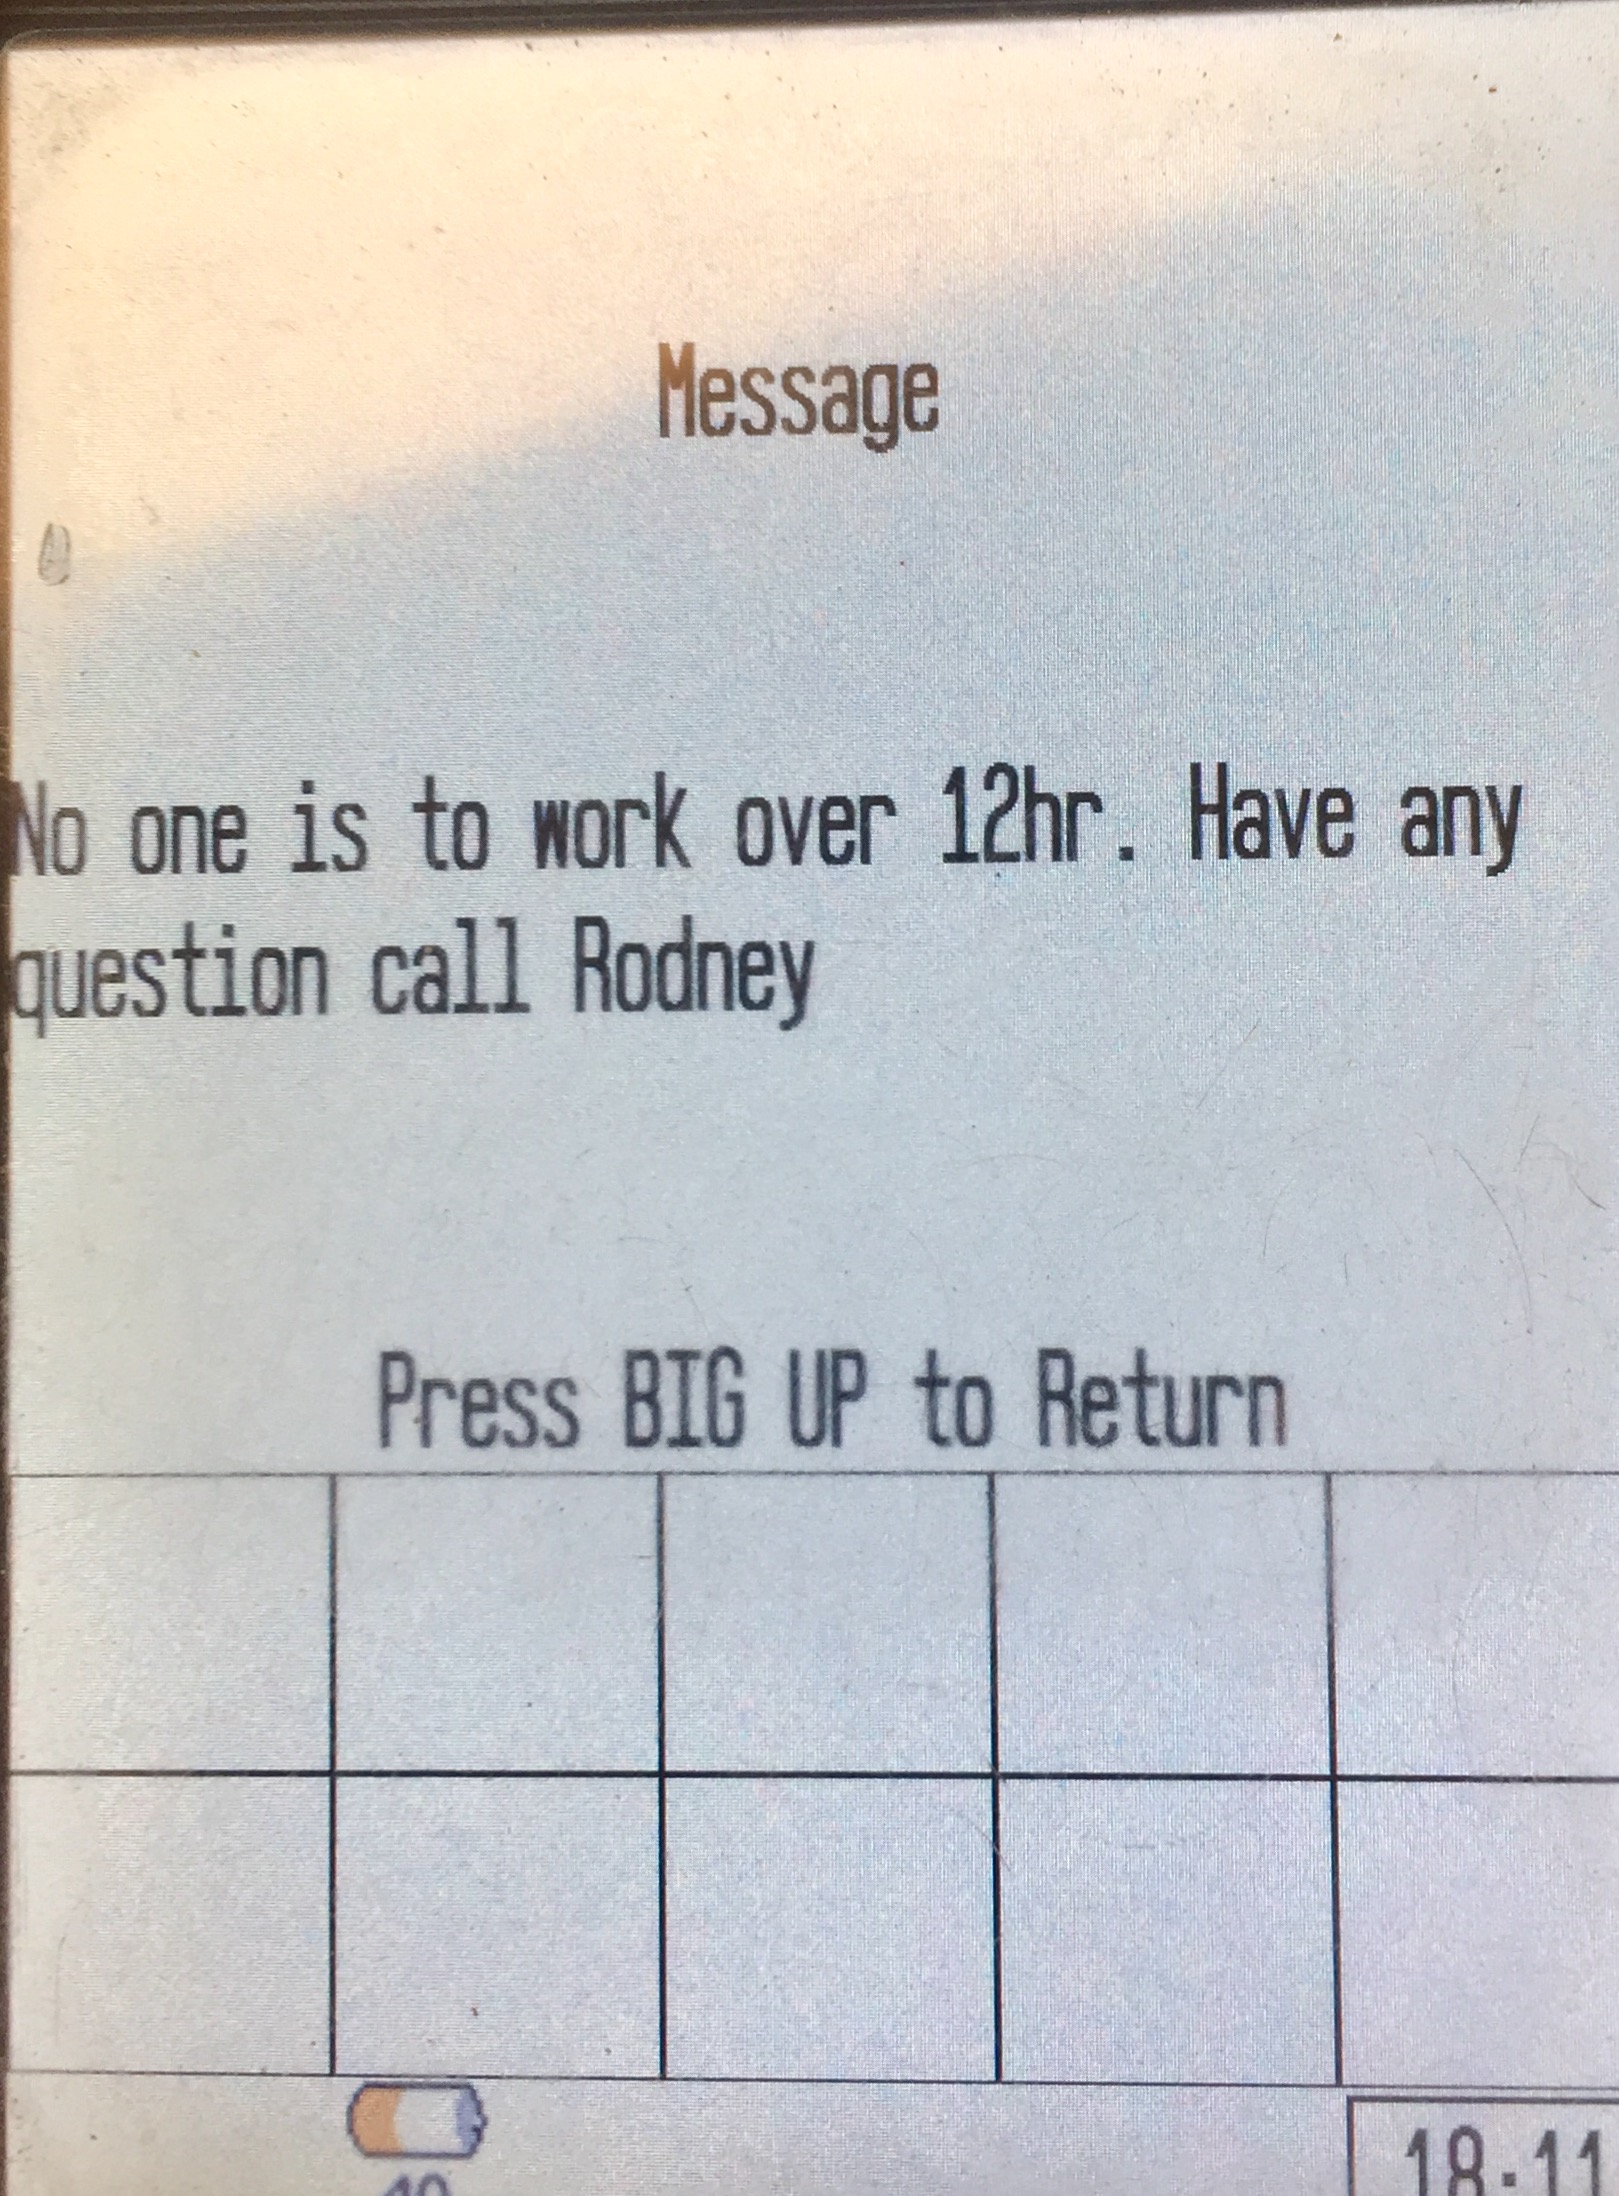 Message
No one is to work over 12hr. Have any
question call Rodney
Press BIG UP to Return
18:11